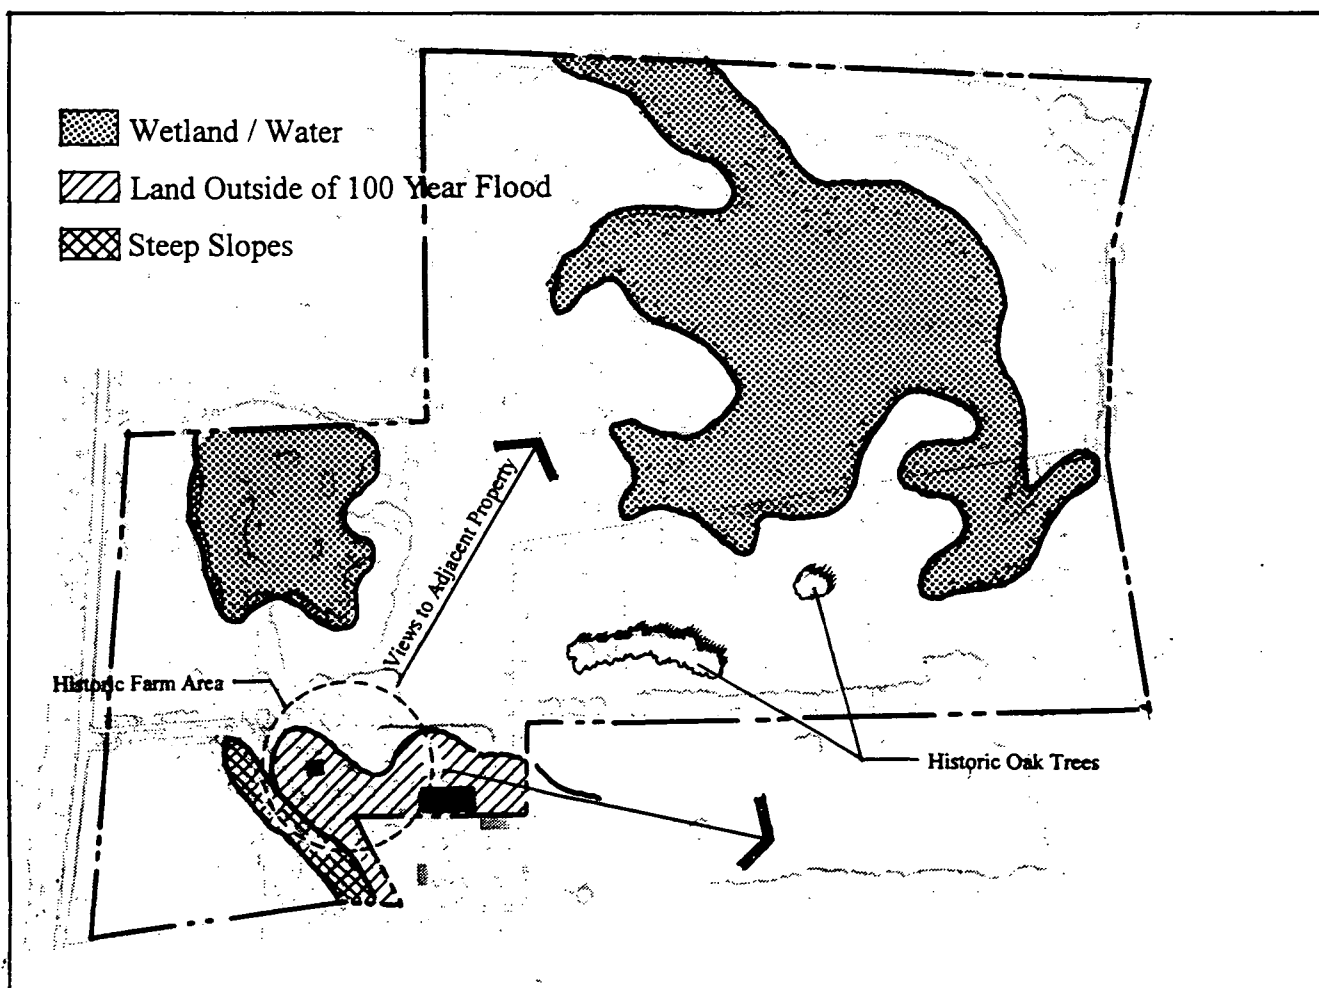 Wetland / Water
Land Outside of 100 Year Flood
Steep Slopes
Views to Adjacent Property
Historic Farm Area
Historic Oak Trees